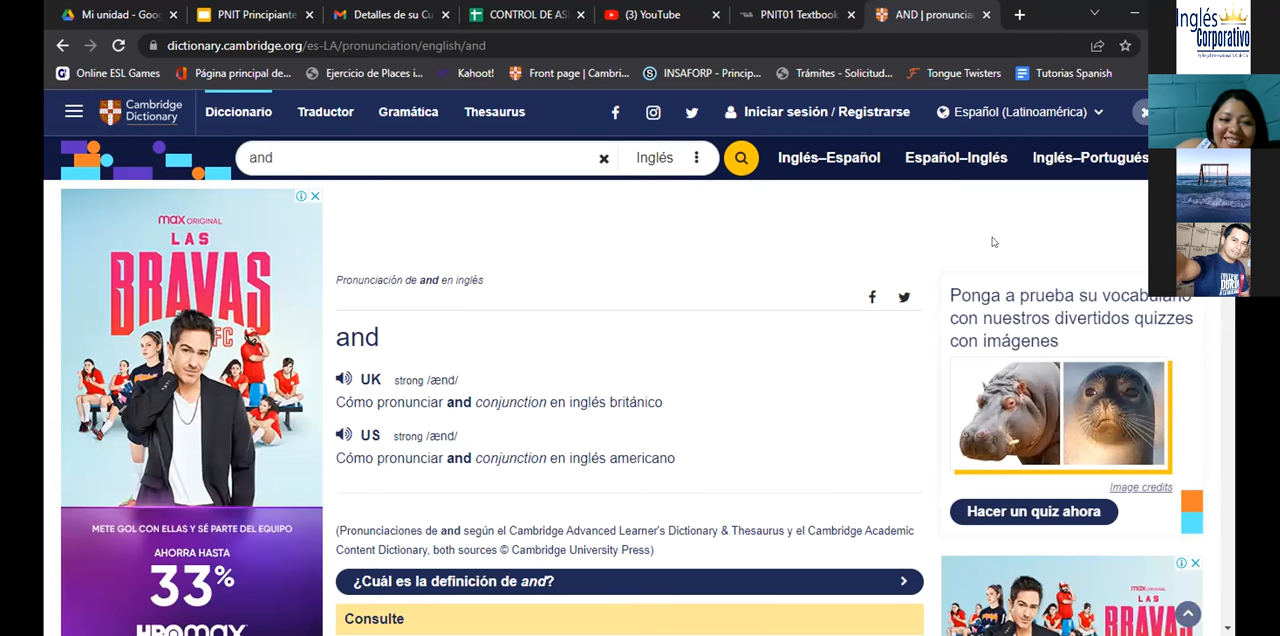 Mi unidad - Goo
PNIT Principiante
Detalles de su Cu
CONTROL DE AS
(3) YouTube
PNIT01 Textbook
AND | pronuncia
dictionary.cambridge.org/es-LA/pronunciation/english/and
Online ESL Games
Página principal de...
Ejercicio de Places i...
Kahoot!
Front page | Cambri...
INSAFORP - Princip...
Trámites - Solicitud...
Tongue Twisters
Tutorias Spanish
Inglés
Corporativo
Cambridge
Dictionary
Diccionario
Traductor
Gramática
Thesaurus
Iniciar sesión / Registrarse
Español (Latinoamérica)
and
Inglés
Inglés–Español
Español–Inglés
Inglés–Portugués
max ORIGINAL
LAS
BRAVAS
FC
METE GOL CON ELLAS Y SÉ PARTE DEL EQUIPO
AHORRA HASTA
33%
HBOMAX
Pronunciación de and en inglés
and
UK strong /ænd/
Cómo pronunciar and conjunction en inglés británico
US strong /ænd/
Cómo pronunciar and conjunction en inglés americano
(Pronunciaciones de and según el Cambridge Advanced Learner's Dictionary & Thesaurus y el Cambridge Academic
Content Dictionary, both sources © Cambridge University Press)
¿Cuál es la definición de and?
Consulte
Ponga a prueba su vocabulario
con nuestros divertidos quizzes
con imágenes
Image credits
Hacer un quiz ahora
max ORIGINAL
LAS
BRAVAS